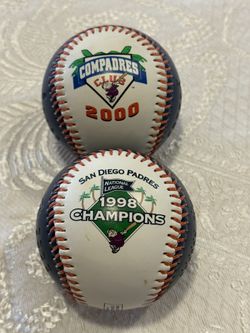 COMPADRES
CLUB
2000
SAN DIEGO PADRES
NATIONAL
LEAGUE
1998
CHAMPIONS